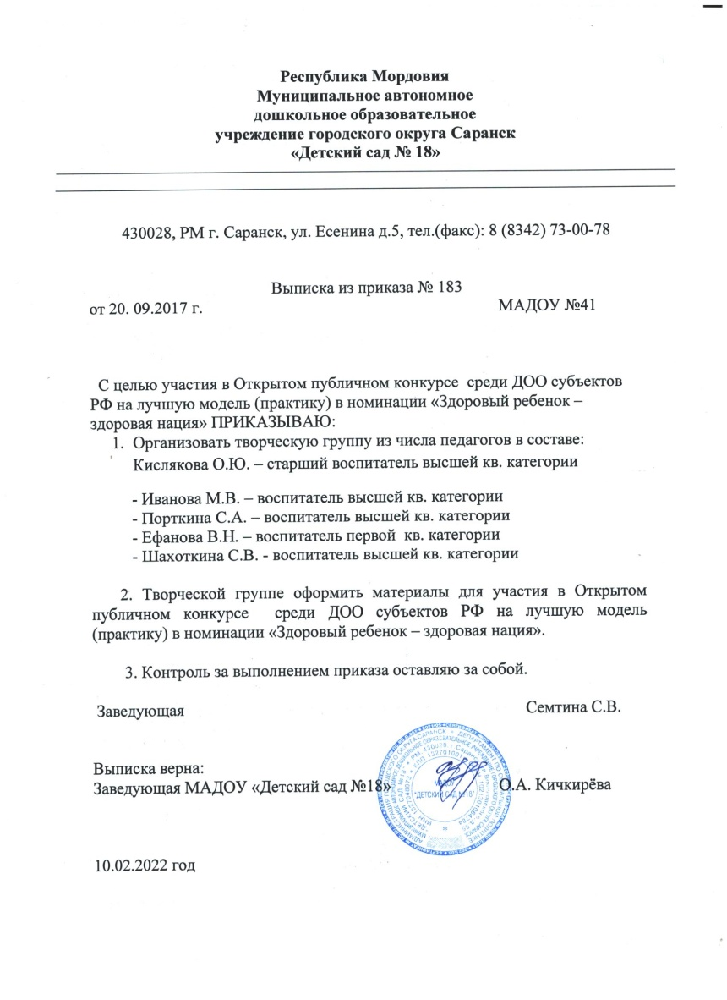 Республика Мордовия
Муниципальное автономное
дошкольное образовательное
учреждение городского округа Саранск
«Детский сад № 18»
430028, РМ г. Саранск, ул. Есенина д.5, тел.(факс): 8 (8342) 73-00-78
Выписка из приказа № 183
от 20. 09.2017 г. МАДОУ №41
С целью участия в Открытом публичном конкурсе среди ДОО субъектов
РФ на лучшую модель (практику) в номинации «Здоровый ребенок –
здоровая нация» ПРИКАЗЫВАЮ:
1. Организовать творческую группу из числа педагогов в составе:
Кислякова О.Ю. – старший воспитатель высшей кв. категории
- Иванова М.В. – воспитатель высшей кв. категории
- Порткина С.А. – воспитатель высшей кв. категории
- Ефанова В.Н. – воспитатель первой кв. категории
- Шахоткина С.В. - воспитатель высшей кв. категории
2. Творческой группе оформить материалы для участия в Открытом
публичном конкурсе среди ДОО субъектов РФ на лучшую модель
(практику) в номинации «Здоровый ребенок – здоровая нация».
3. Контроль за выполнением приказа оставляю за собой.
Заведующая Семтина С.В.
Выписка верна:
Заведующая МАДОУ «Детский сад №18» О.А. Кичкирёва
МАДОУ
"ДЕТСКИЙ САД №18"
10.02.2022 год